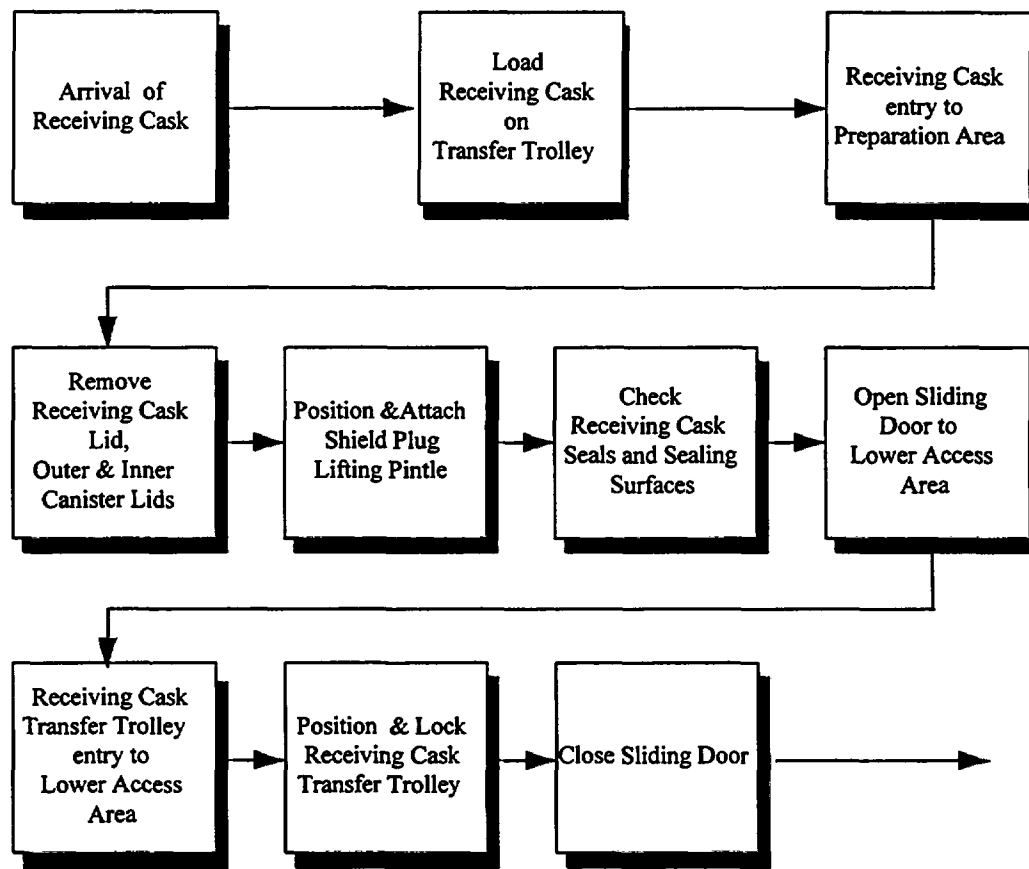 Arrival of
Receiving Cask
Load
Receiving Cask
on
Transfer Trolley
Receiving Cask
entry to
Preparation Area
Remove
Receiving Cask
Lid,
Outer & Inner
Canister Lids
Position &Attach
Shield Plug
Lifting Pintle
Check
Receiving Cask
Seals and Sealing
Surfaces
Open Sliding
Door to
Lower Access
Area
Receiving Cask
Transfer Trolley
entry to
Lower Access
Area
Position & Lock
Receiving Cask
Transfer Trolley
Close Sliding Door